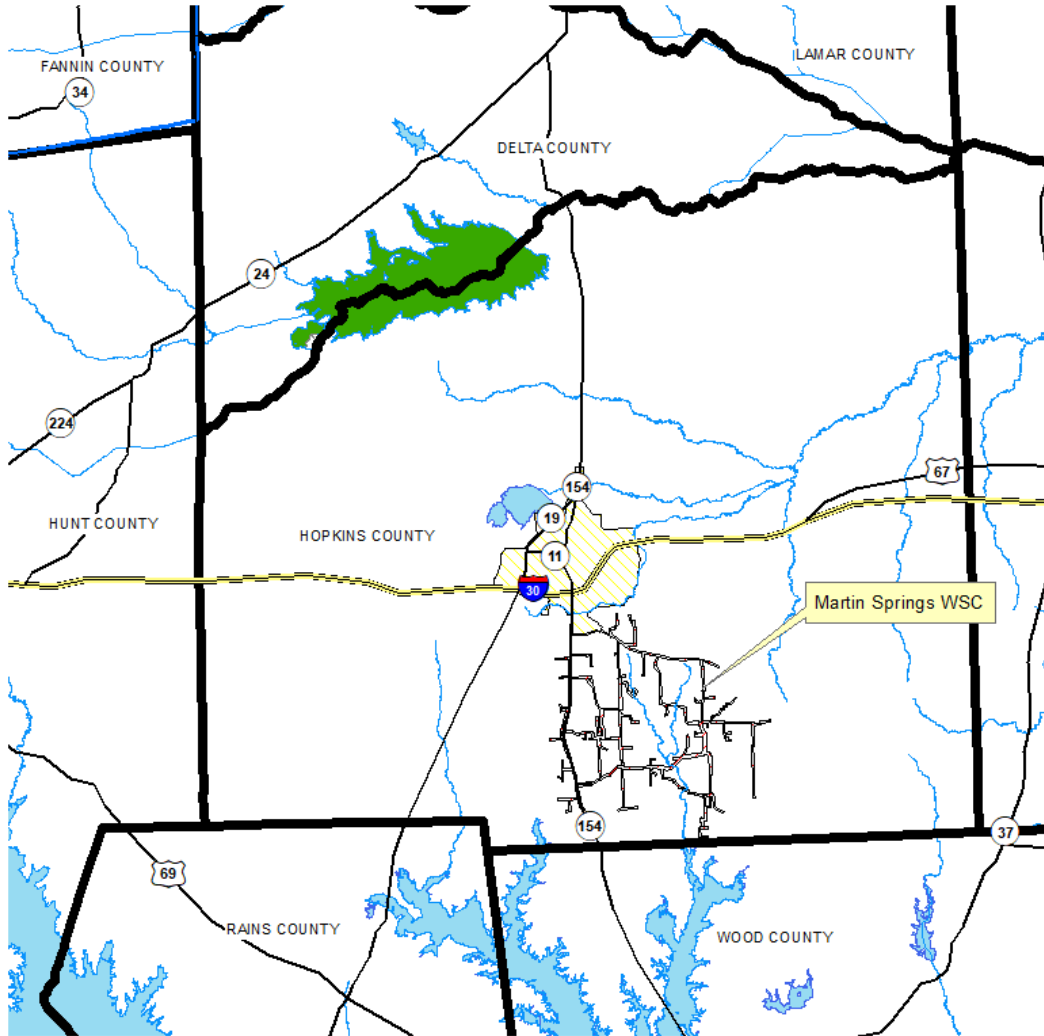 LAMAR COUNTY
FANNIN COUNTY
34
DELTA COUNTY
24
224
67
154
19
HUNT COUNTY
HOPKINS COUNTY
11
30
Martin Springs WSC
154
37
69
RAINS COUNTY
WOOD COUNTY